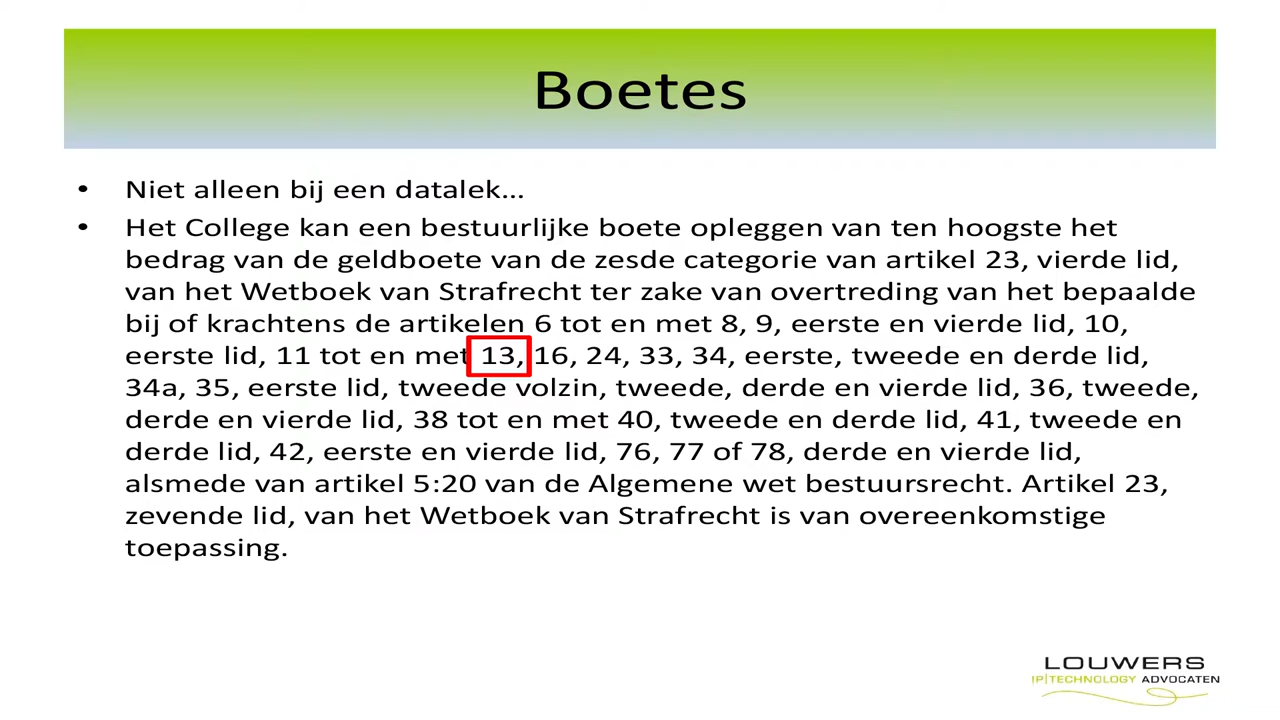 Boetes
• Niet alleen bij een datalek...
• Het College kan een bestuurlijke boete opleggen van ten hoogste het
bedrag van de geldboete van de zesde categorie van artikel 23, vierde lid,
van het Wetboek van Strafrecht ter zake van overtreding van het bepaalde
bij of krachtens de artikelen 6 tot en met 8, 9, eerste en vierde lid, 10,
eerste lid, 11 tot en met 13, 16, 24, 33, 34, eerste, tweede en derde lid,
34a, 35, eerste lid, tweede volzin, tweede, derde en vierde lid, 36, tweede,
derde en vierde lid, 38 tot en met 40, tweede en derde lid, 41, tweede en
derde lid, 42, eerste en vierde lid, 76, 77 of 78, derde en vierde lid,
alsmede van artikel 5:20 van de Algemene wet bestuursrecht. Artikel 23,
zevende lid, van het Wetboek van Strafrecht is van overeenkomstige
toepassing.
LOUWERS
IP|TECHNOLOGY ADVOCATEN